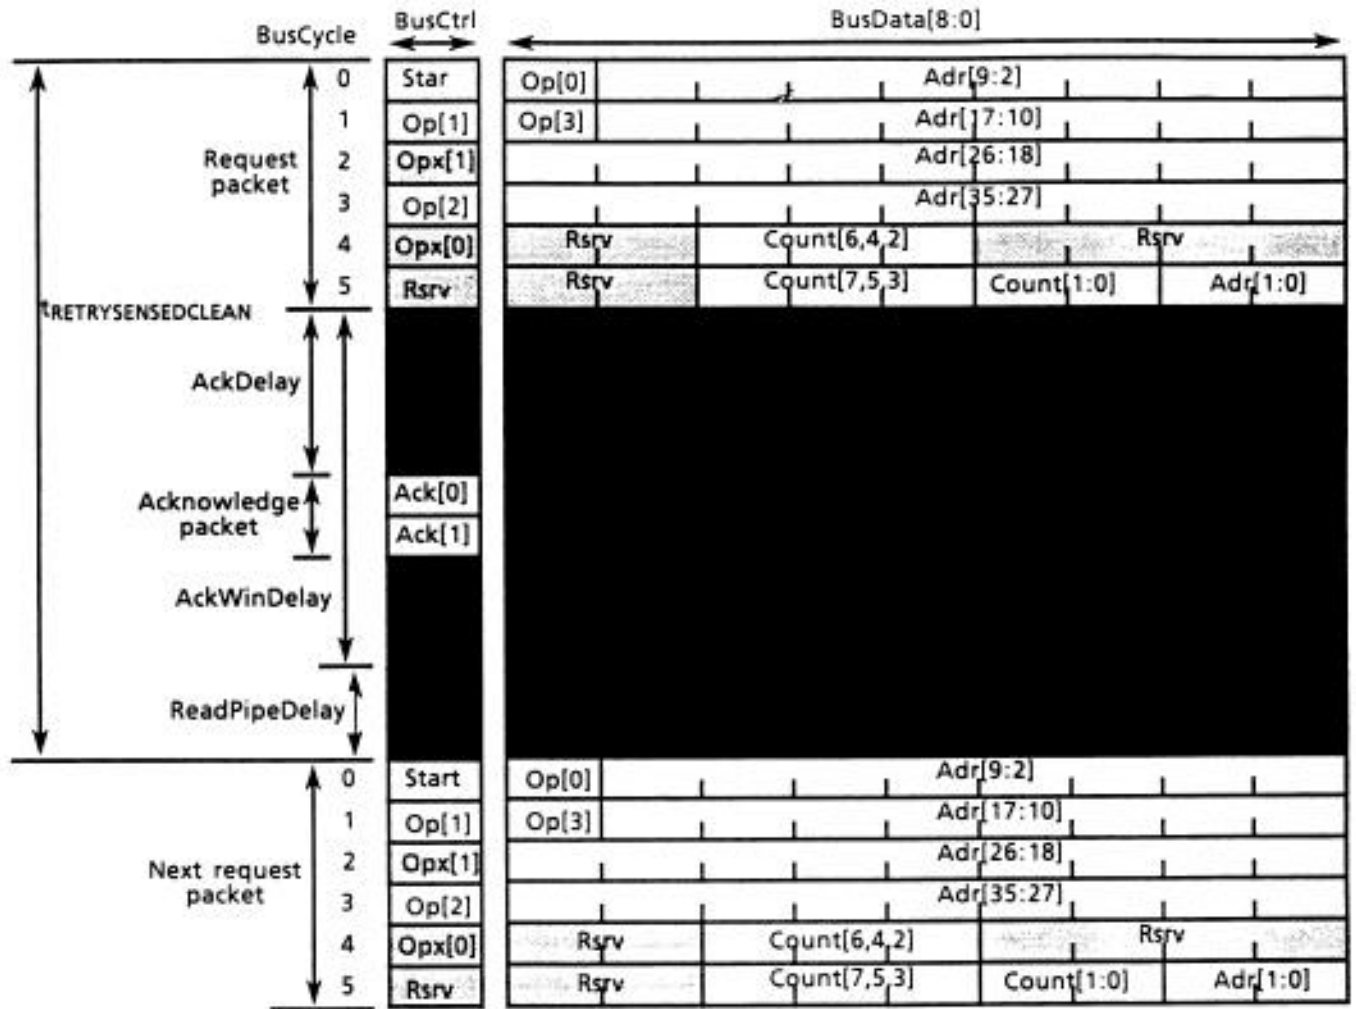 BusCycle BusCtrl BusData[8:0]
0 Star Op[0] Adr[9:2]
1 Op[1] Op[3] Adr[17:10]
Request packet
2 Opx[1] Adr[26:18]
3 Op[2] Adr[35:27]
4 Opx[0] Rsrv Count[6,4,2] Rsrv
5 Rsrv Rsrv Count[7,5,3] Count[1:0] Adr[1:0]
tRETRYSENSEDCLEAN
AckDelay
Acknowledge packet
Ack[0]
Ack[1]
AckWinDelay
ReadPipeDelay
0 Start Op[0] Adr[9:2]
1 Op[1] Op[3] Adr[17:10]
Next request packet
2 Opx[1] Adr[26:18]
3 Op[2] Adr[35:27]
4 Opx[0] Rsrv Count[6,4,2] Rsrv
5 Rsrv Rsrv Count[7,5,3] Count[1:0] Adr[1:0]